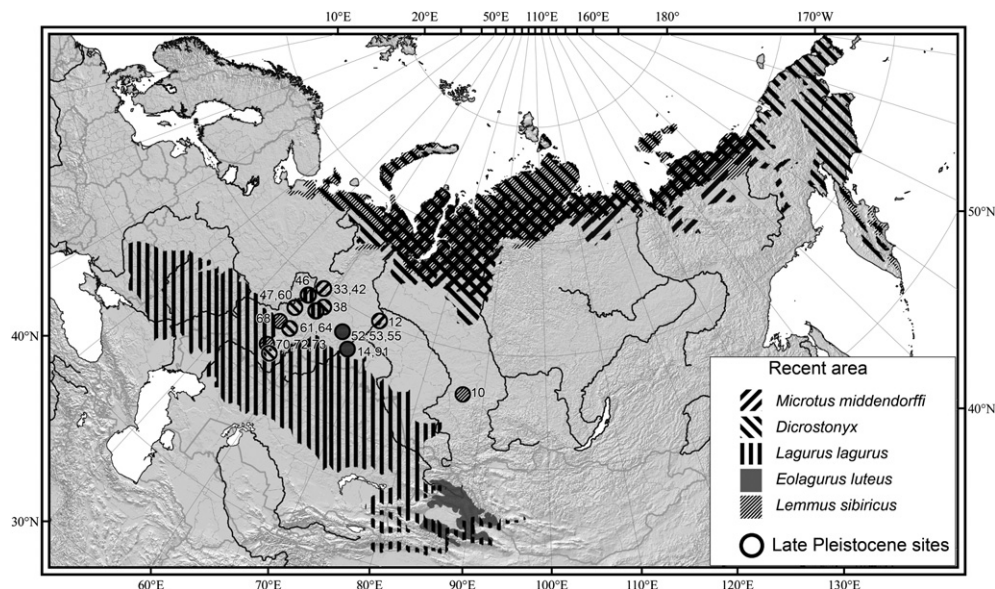 10°E 20°E 50°E 110°E 160°E 180° 170°W
50°N
40°N
40°N
30°N
46
33,42
47,60
38
68
61,64
12
52,53,55
70,72,73
14,91
10
Recent area
Microtus middendorffi
Dicrostonyx
Lagurus lagurus
Eolagurus luteus
Lemmus sibiricus
Late Pleistocene sites
60°E 70°E 80°E 90°E 100°E 110°E 120°E 130°E